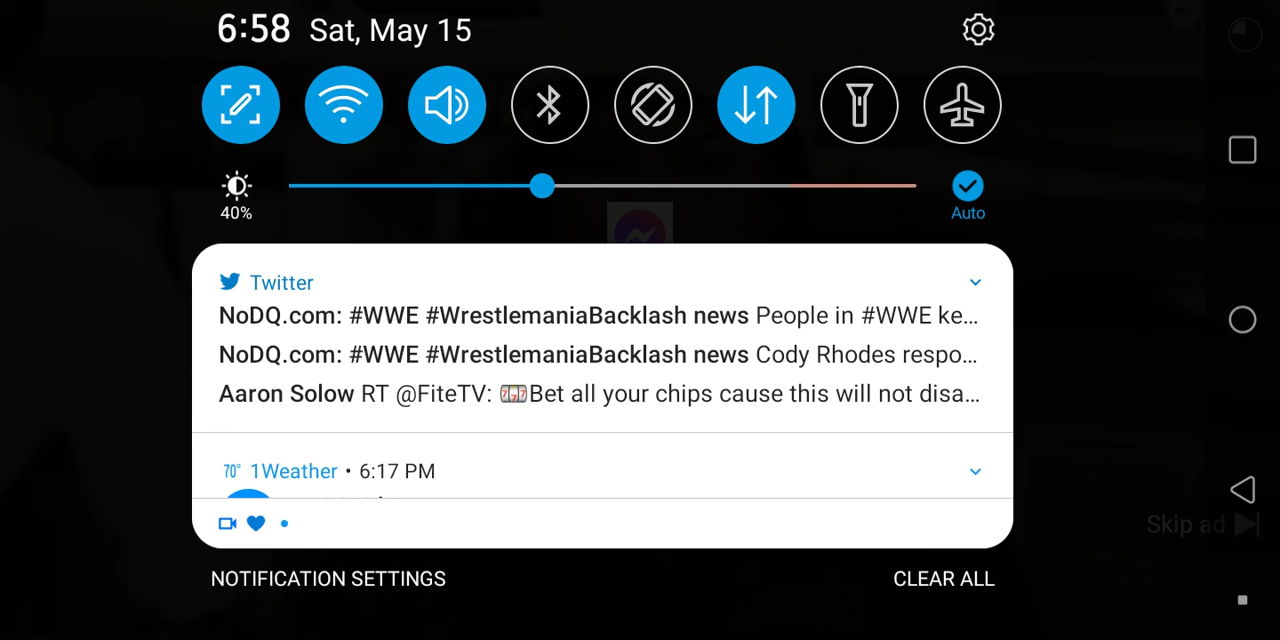 6:58 Sat, May 15
40%
Auto
Twitter
NoDQ.com: #WWE #WrestlemaniaBacklash news People in #WWE ke...
NoDQ.com: #WWE #WrestlemaniaBacklash news Cody Rhodes respo...
Aaron Solow RT @FiteTV: 🎰Bet all your chips cause this will not disa...
70° 1Weather • 6:17 PM
Skip ad
NOTIFICATION SETTINGS
CLEAR ALL